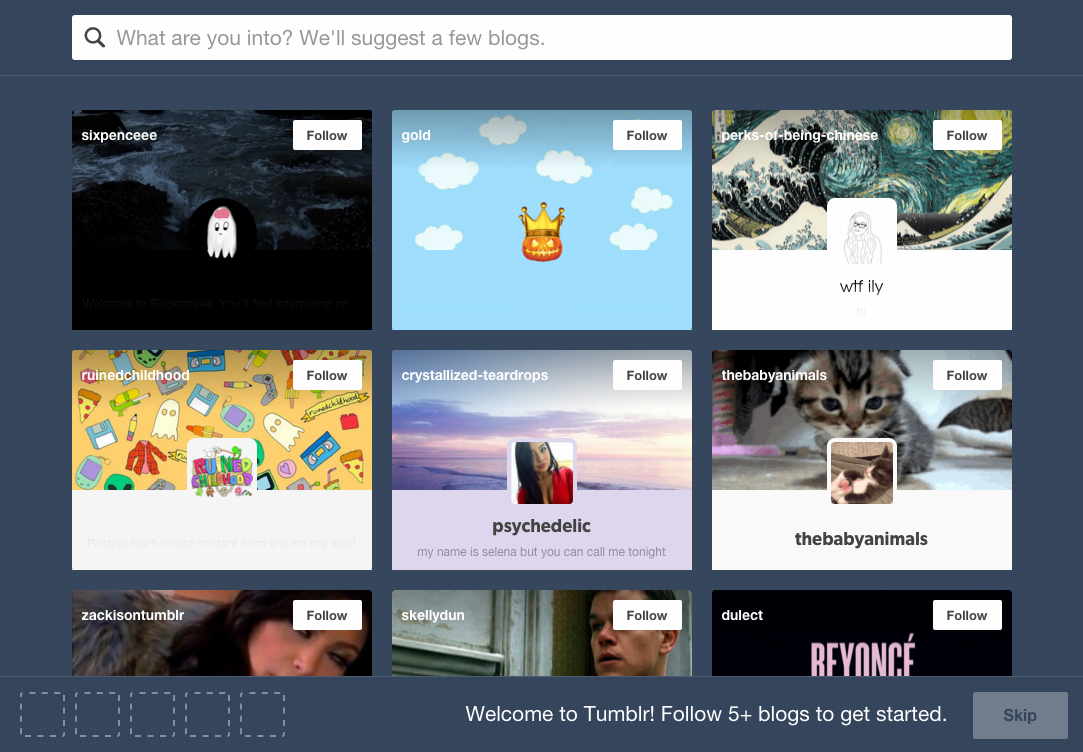 What are you into? We'll suggest a few blogs.
sixpenceee
Follow
gold
Follow
perks-of-being-chinese
Follow
Welcome to Sixpenceee. You'll find interesting co
wtf ily
hi
ruinedchildhood
Follow
crystallized-teardrops
Follow
thebabyanimals
Follow
ruinedchildhood
RUINED
CHILDHOOD
Posting the funniest content from around the web!
psychedelic
my name is selena but you can call me tonight
thebabyanimals
zackisontumblr
Follow
skellydun
Follow
dulect
Follow
BEYONCÉ
Welcome to Tumblr! Follow 5+ blogs to get started.
Skip